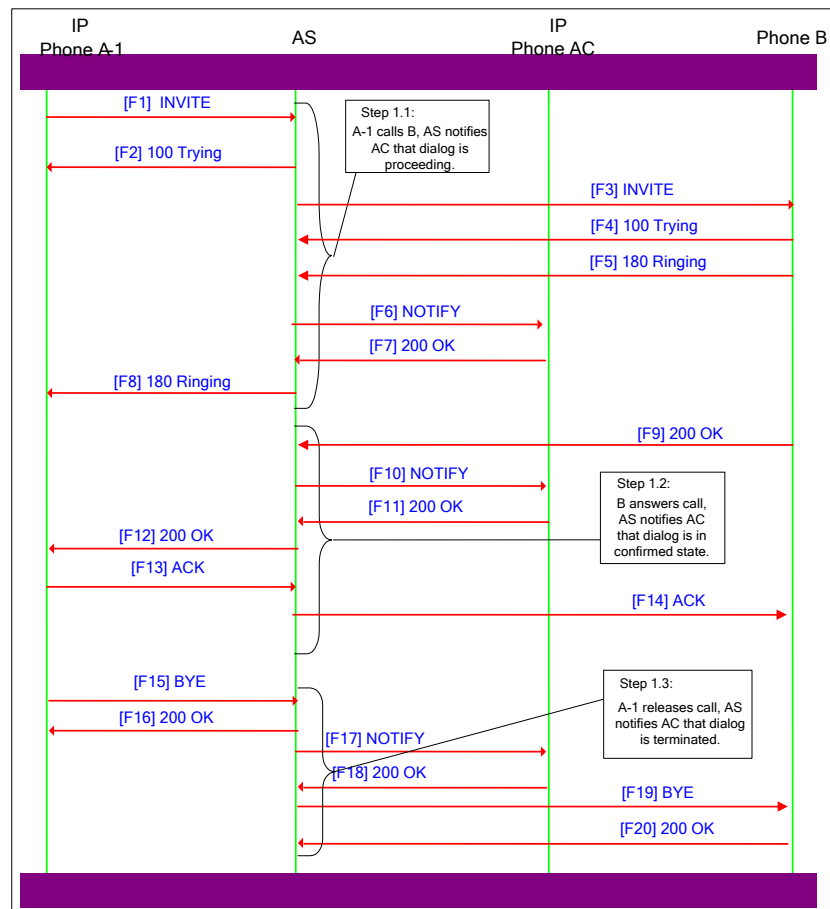 IP
Phone A-1
AS
IP
Phone AC
Phone B
[F1] INVITE
Step 1.1:
A-1 calls B, AS notifies
AC that dialog is
proceeding.
[F2] 100 Trying
[F3] INVITE
[F4] 100 Trying
[F5] 180 Ringing
[F6] NOTIFY
[F7] 200 OK
[F8] 180 Ringing
[F9] 200 OK
[F10] NOTIFY
Step 1.2:
B answers call,
AS notifies AC
that dialog is in
confirmed state.
[F11] 200 OK
[F12] 200 OK
[F13] ACK
[F14] ACK
[F15] BYE
Step 1.3:
A-1 releases call, AS
notifies AC that dialog
is terminated.
[F16] 200 OK
[F17] NOTIFY
[F18] 200 OK
[F19] BYE
[F20] 200 OK